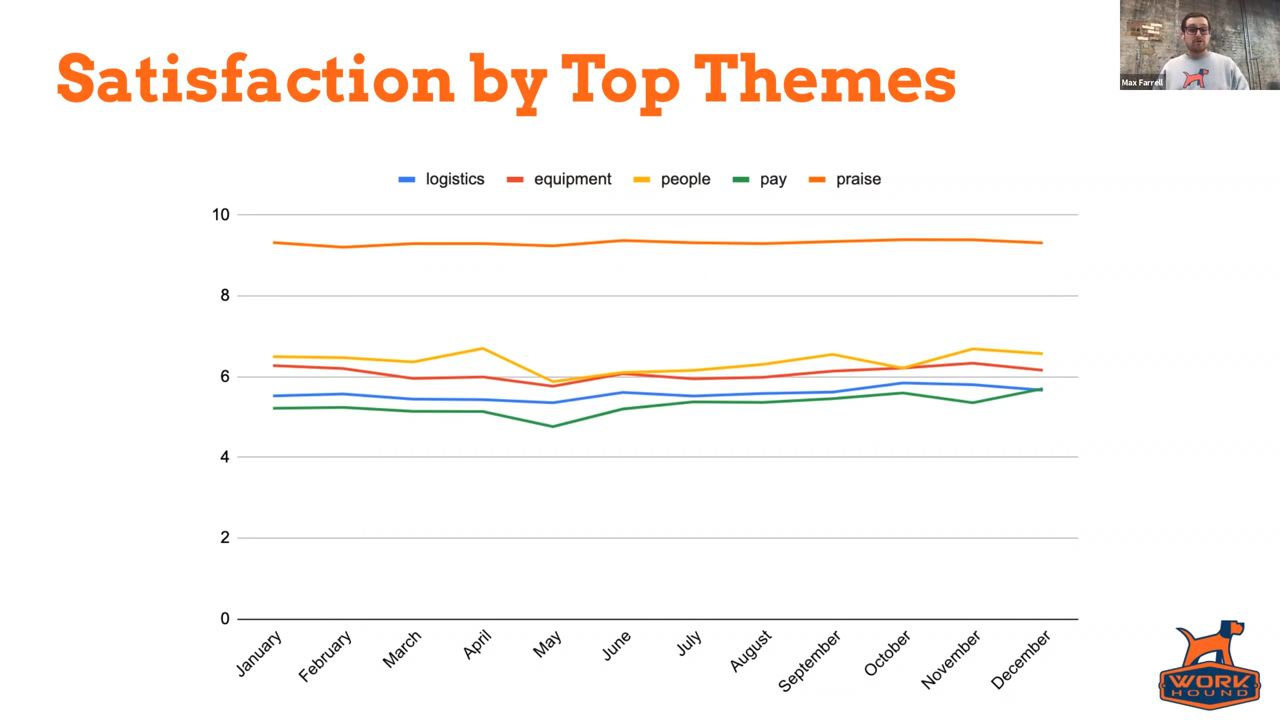 Satisfaction by Top Themes
Max Farrell
logistics equipment people pay praise
10
8
6
4
2
0
January February March April May June July August September October November December
WORK
HOUND